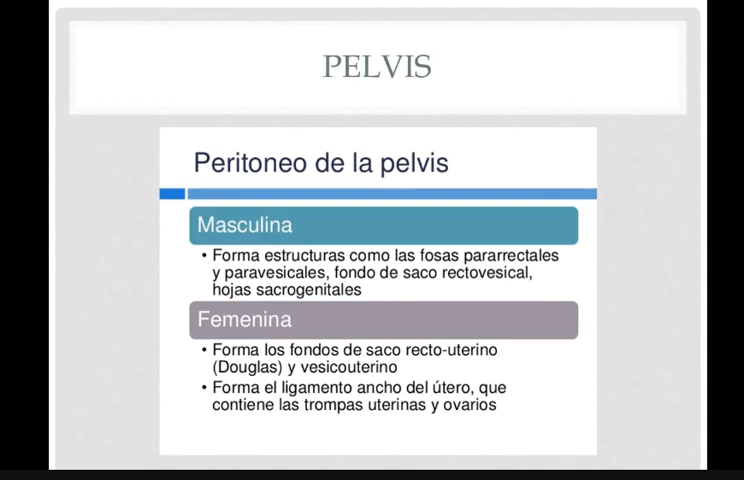 PELVIS
Peritoneo de la pelvis
Masculina
• Forma estructuras como las fosas pararrectales
y paravesicales, fondo de saco rectovesical,
hojas sacrogenitales
Femenina
• Forma los fondos de saco recto-uterino
(Douglas) y vesicouterino
• Forma el ligamento ancho del útero, que
contiene las trompas uterinas y ovarios